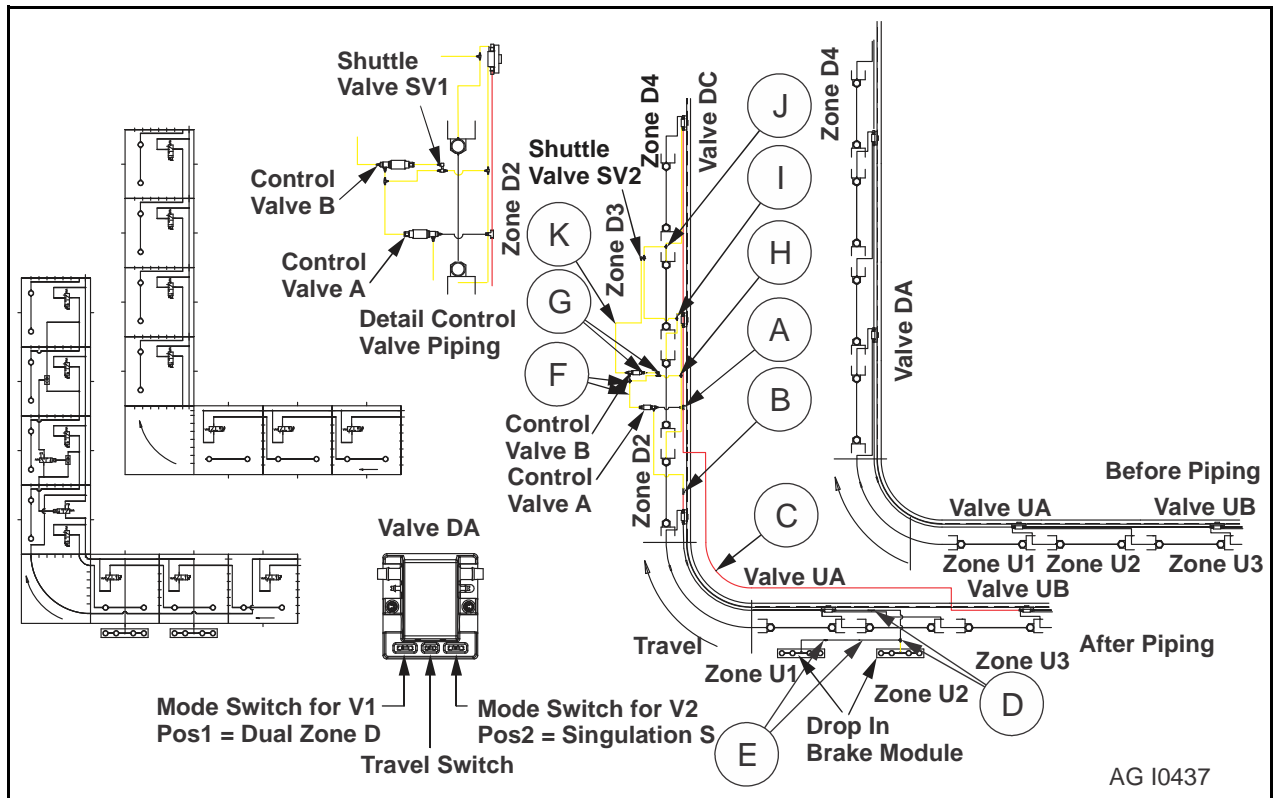 Shuttle
Valve SV1
Control
Valve B
Control
Valve A
Zone D2
Detail Control
Valve Piping
Zone D4
Valve DC
Shuttle
Valve SV2
Zone D3
J
I
K
H
G
A
F
B
Control
Valve B
Control
Valve A
Zone D2
C
Zone D4
Valve DA
Before Piping
Valve UA
Valve UB
Zone U1
Zone U2
Zone U3
Valve DA
Valve UA
Valve UB
Travel
After Piping
Zone U1
Zone U3
Zone U2
D
Mode Switch for V1
Pos1 = Dual Zone D
Mode Switch for V2
Pos2 = Singulation S
Travel Switch
E
Drop In
Brake Module
AG I0437